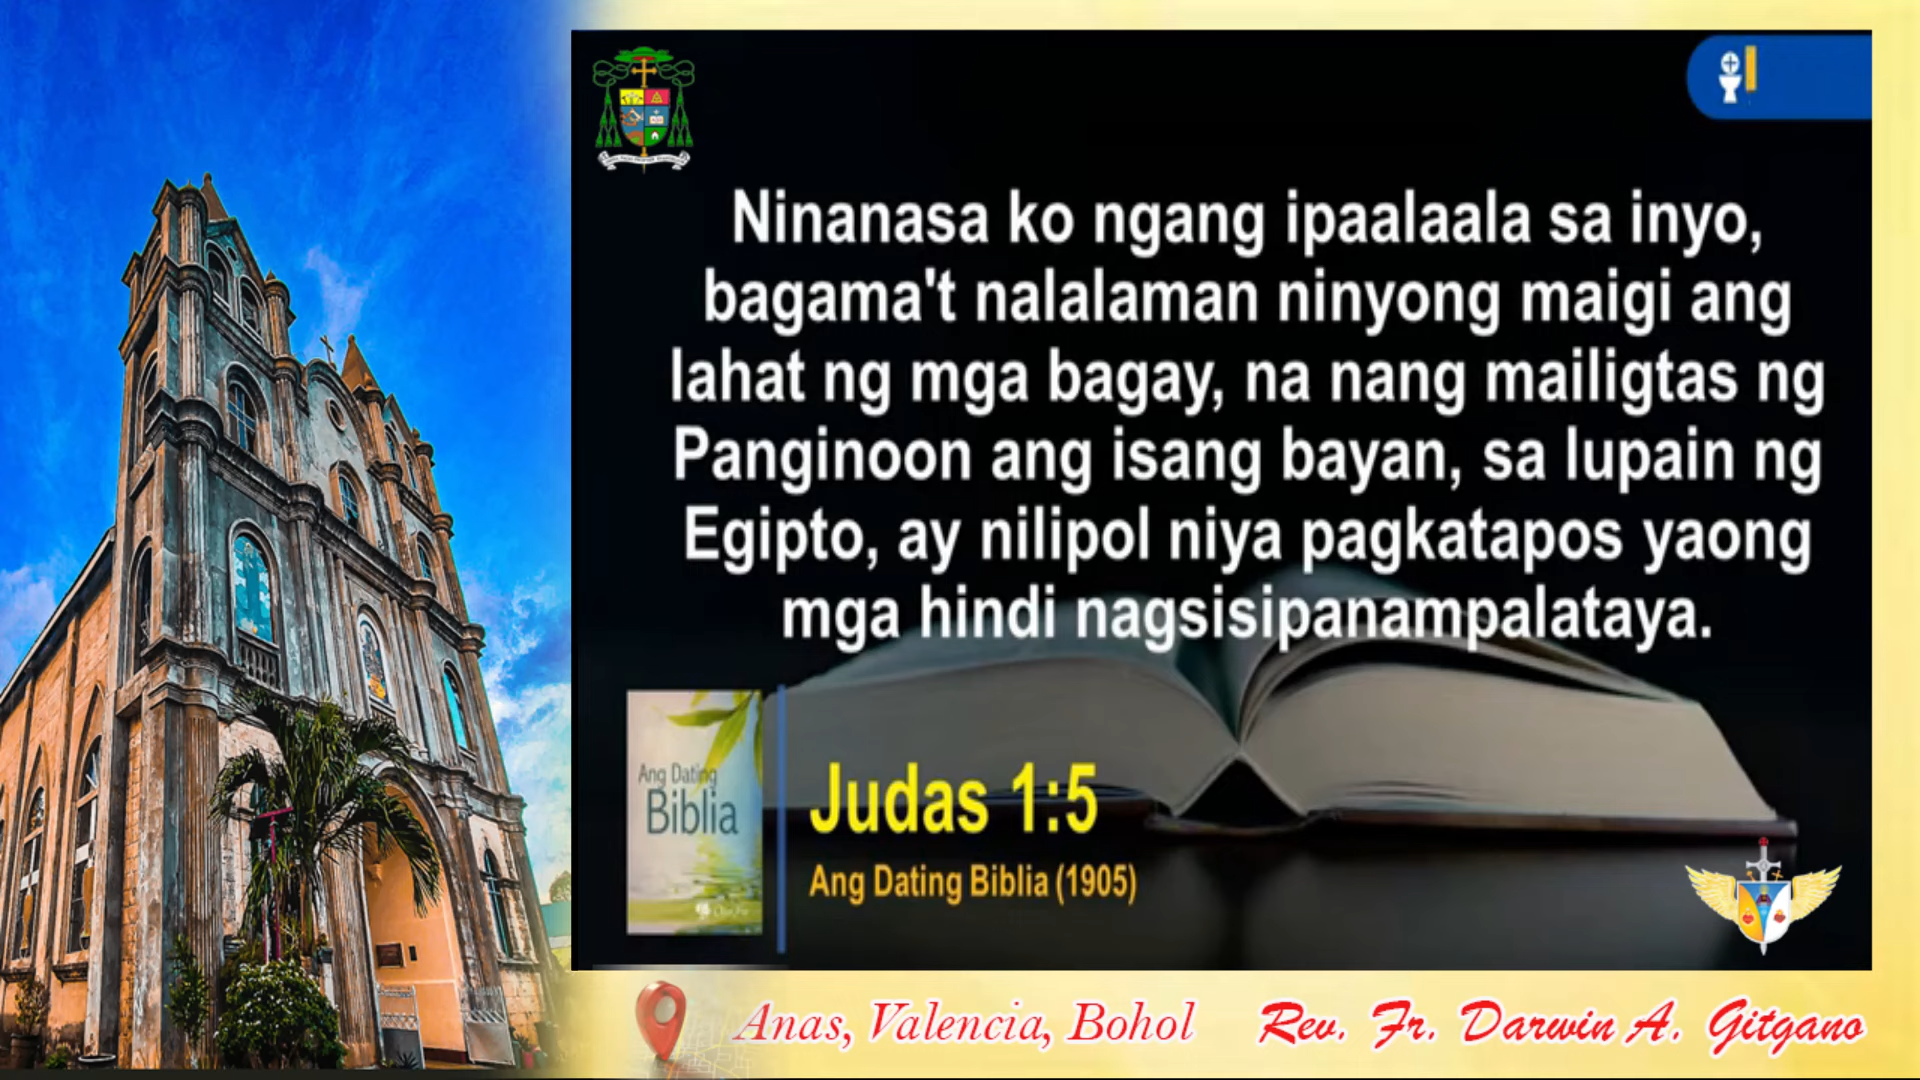 Ninanasa ko ngang ipaalaala sa inyo,
bagama't nalalaman ninyong maigi ang
lahat ng mga bagay, na nang mailigtas ng
Panginoon ang isang bayan, sa lupain ng
Egipto, ay nilipol niya pagkatapos yaong
mga hindi nagsisipanampalataya.
Ang Dating
Biblia
Judas 1:5
Ang Dating Biblia (1905)
Anas, Valencia, Bohol
Rev. Fr. Darwin A. Gitgano